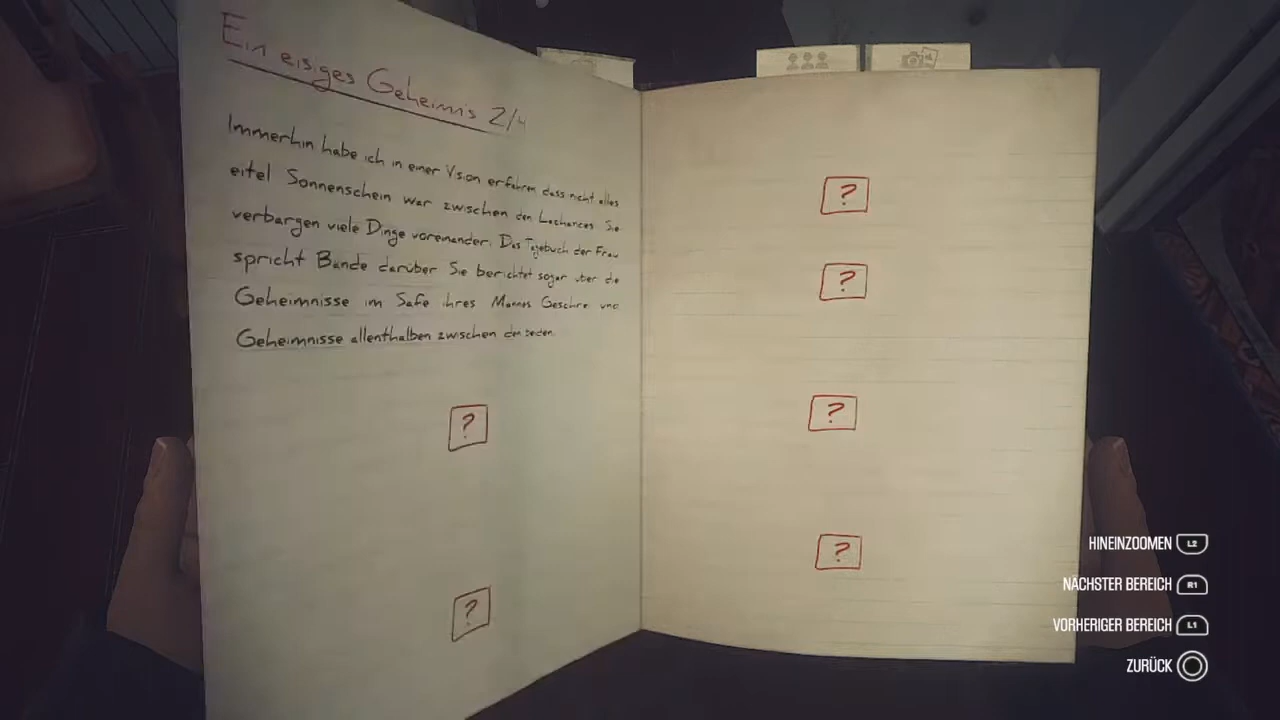 Ein eisiges Geheimnis 2/4
Immerhin habe ich in einer Vision erfahren dass nicht alles
eitel Sonnenschein war zwischen den Lachances Sie
verbargen viele Dinge voreinander. Das Tagebuch der Frau
spricht Bände darüber Sie berichtet sogar über die
Geheimnisse im Safe ihres Mannes Geschrei und
Geheimnisse allenthalben zwischen den beiden.
?
?
?
?
?
?
HINEINZOOMEN L2
NÄCHSTER BEREICH R1
VORHERIGER BEREICH L1
ZURÜCK